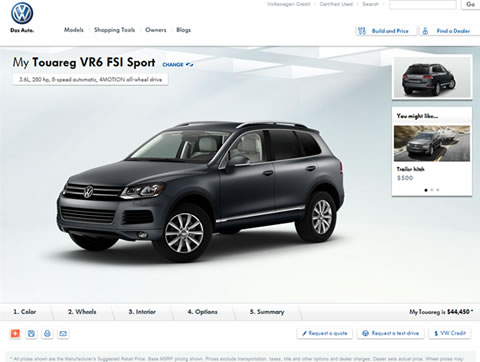 Volkswagen Credit | Certified Used | Search
Das Auto.
Models Shopping Tools Owners Blogs
Build and Price Find a Dealer
My Touareg VR6 FSI Sport CHANGE
3.6L, 280 hp, 8-speed automatic, 4MOTION all-wheel drive
You might like...
Trailer hitch
$500
1. Color 2. Wheels 3. Interior 4. Options 5. Summary My Touareg is $44,450 *
Request a quote Request a test drive $ VW Credit
* All prices shown are the Manufacturer's Suggested Retail Price. Base MSRP pricing shown. Prices exclude transportation, taxes, title and other options and dealer charges. Dealer sets actual price. Wheel prices may